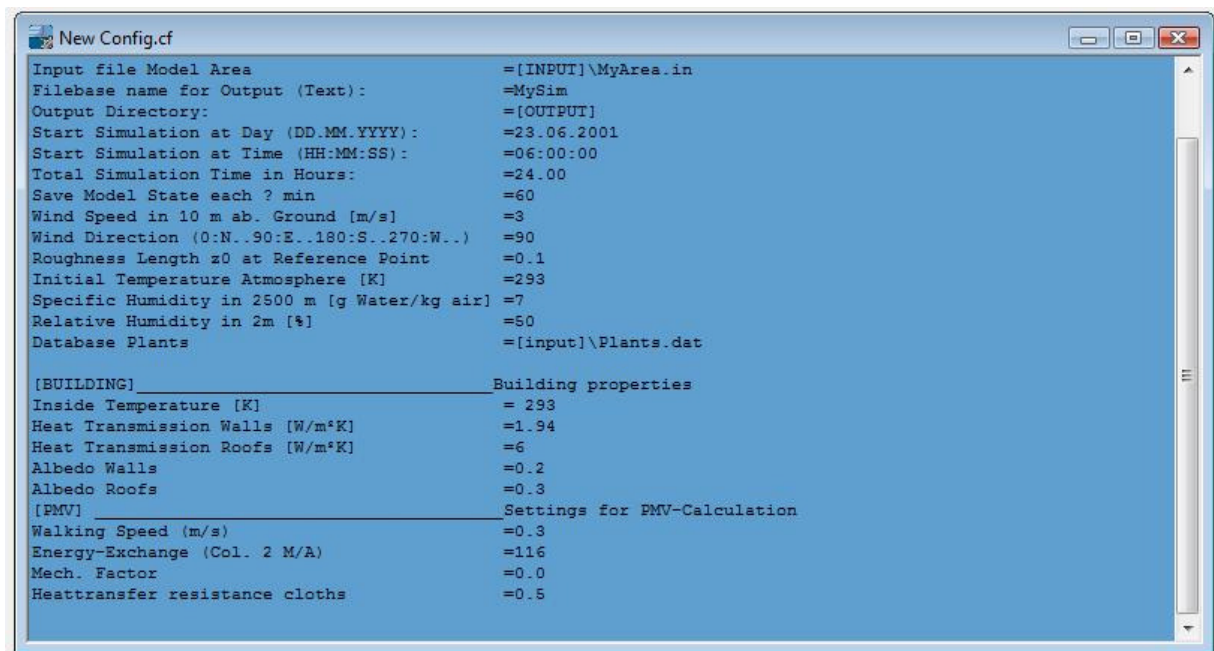 New Config.cf
Input file Model Area =[INPUT]\MyArea.in
Filebase name for Output (Text): =MySim
Output Directory: =[OUTPUT]
Start Simulation at Day (DD.MM.YYYY): =23.06.2001
Start Simulation at Time (HH:MM:SS): =06:00:00
Total Simulation Time in Hours: =24.00
Save Model State each ? min =60
Wind Speed in 10 m ab. Ground [m/s] =3
Wind Direction (0:N..90:E..180:S..270:W..) =90
Roughness Length z0 at Reference Point =0.1
Initial Temperature Atmosphere [K] =293
Specific Humidity in 2500 m [g Water/kg air] =7
Relative Humidity in 2m [%] =50
Database Plants =[input]\Plants.dat
[BUILDING]__________________________________Building properties
Inside Temperature [K] = 293
Heat Transmission Walls [W/m²K] =1.94
Heat Transmission Roofs [W/m²K] =6
Albedo Walls =0.2
Albedo Roofs =0.3
[PMV] _______________________________________Settings for PMV-Calculation
Walking Speed (m/s) =0.3
Energy-Exchange (Col. 2 M/A) =116
Mech. Factor =0.0
Heattransfer resistance cloths =0.5